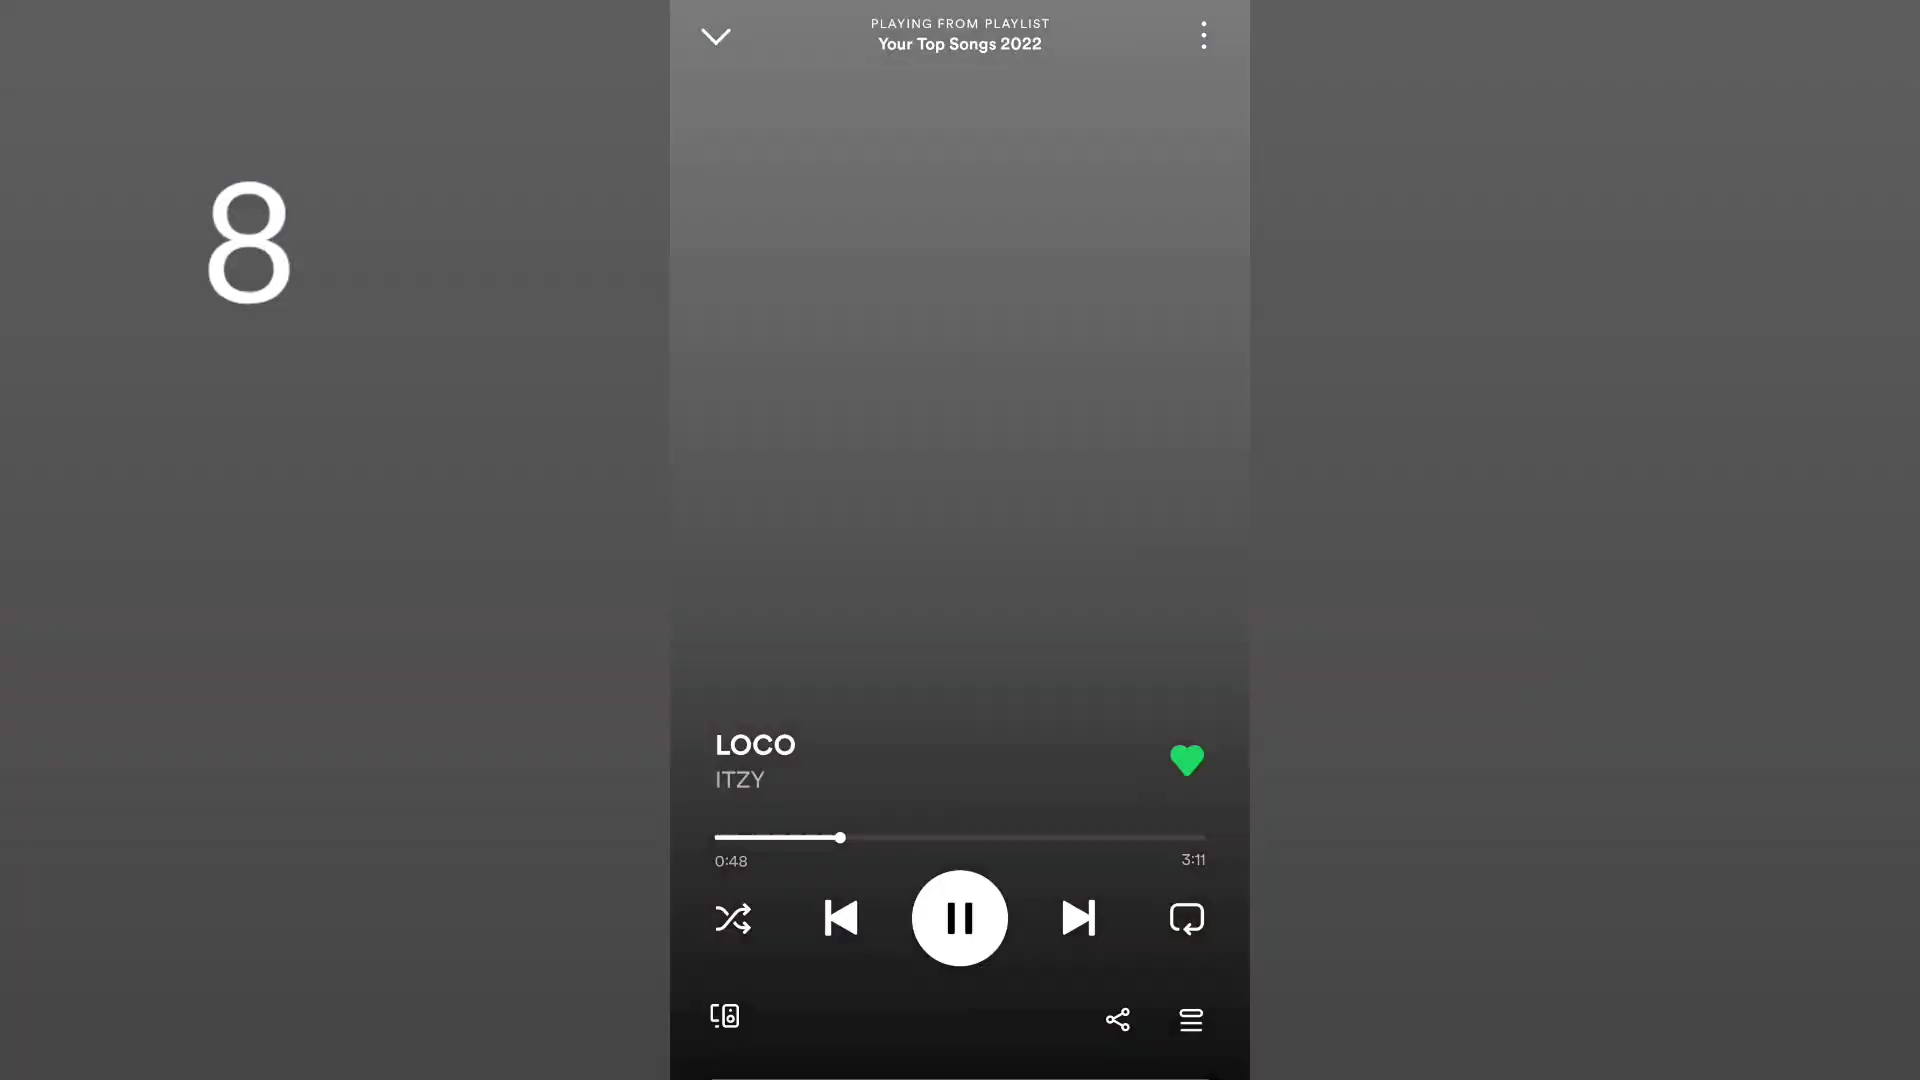 PLAYING FROM PLAYLIST
Your Top Songs 2022
8
LOCO
ITZY
0:48
3:11